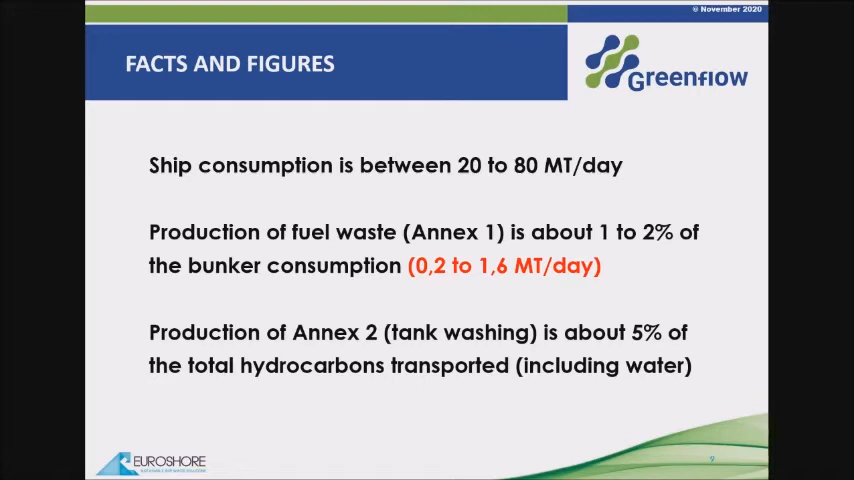 © November 2020
FACTS AND FIGURES
Greenflow
Ship consumption is between 20 to 80 MT/day
Production of fuel waste (Annex 1) is about 1 to 2% of
the bunker consumption (0,2 to 1,6 MT/day)
Production of Annex 2 (tank washing) is about 5% of
the total hydrocarbons transported (including water)
EUROSHORE
9